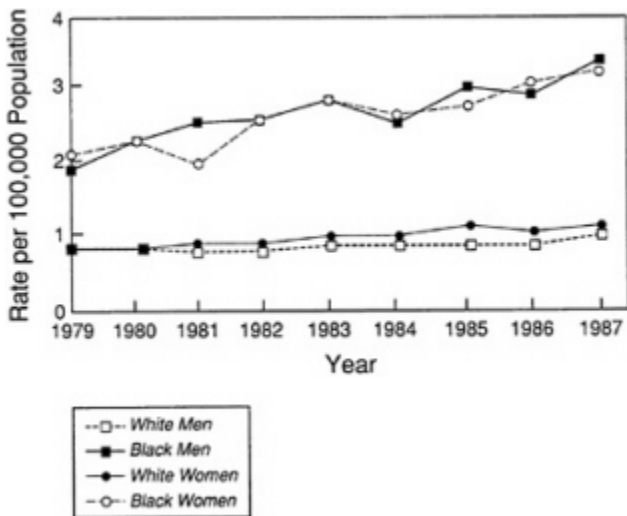 4
3
2
1
0
Rate per 100,000 Population
1979 1980 1981 1982 1983 1984 1985 1986 1987
Year
White Men
Black Men
White Women
Black Women